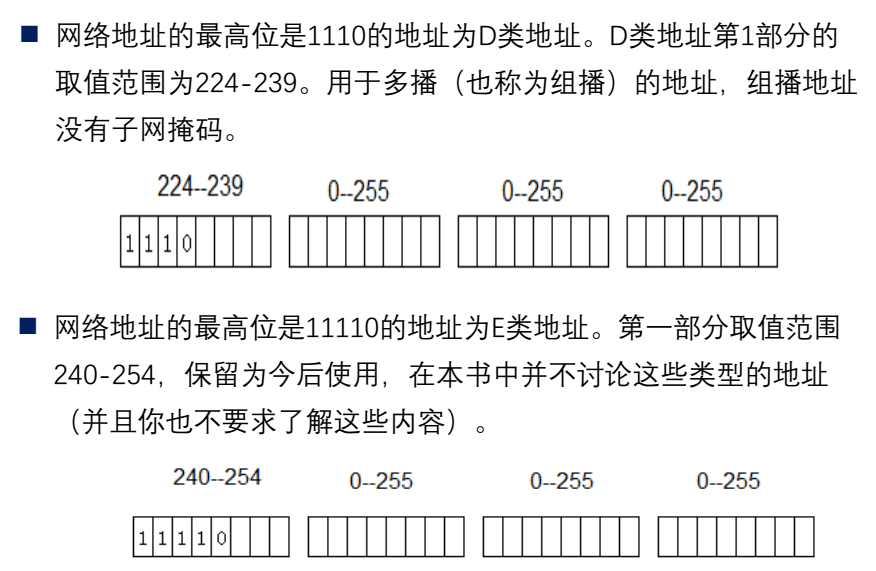 ■ 网络地址的最高位是1110的地址为D类地址。D类地址第1部分的
取值范围为224-239。用于多播（也称为组播）的地址，组播地址
没有子网掩码。
224--239 0--255 0--255 0--255
1 1 1 0
■ 网络地址的最高位是11110的地址为E类地址。第一部分取值范围
240-254，保留为今后使用，在本书中并不讨论这些类型的地址
（并且你也不要求了解这些内容）。
240--254 0--255 0--255 0--255
1 1 1 1 0